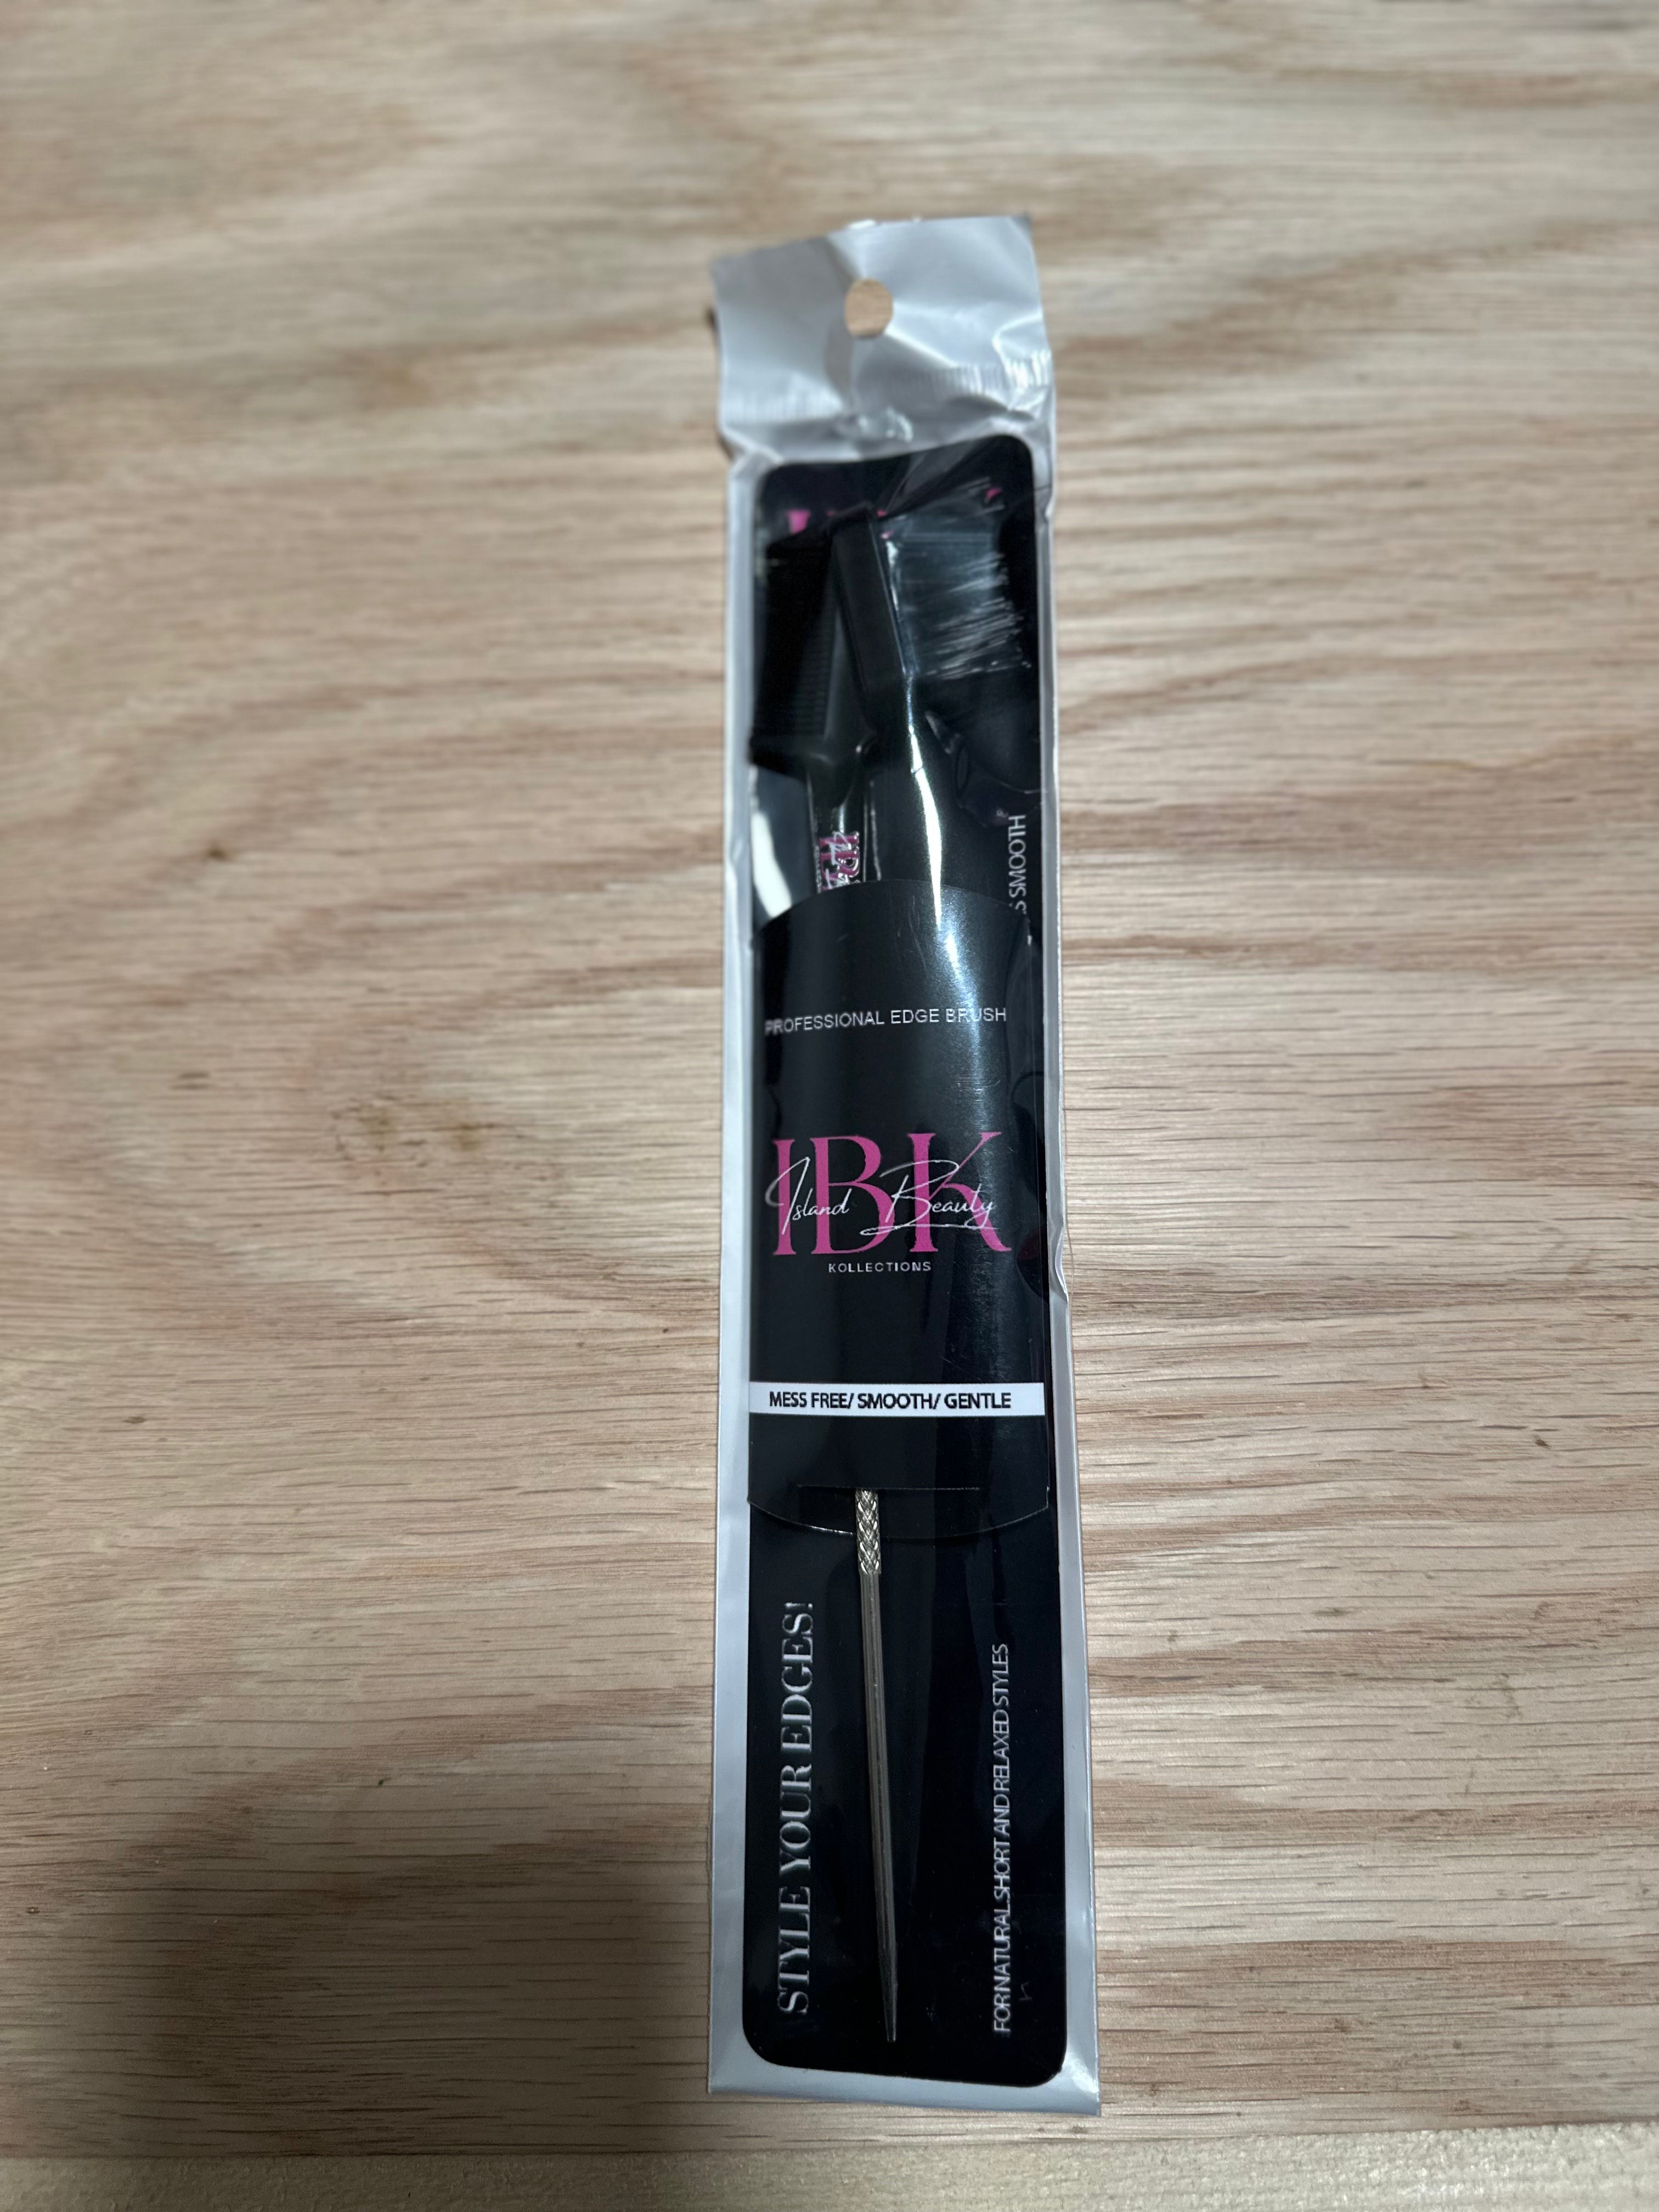 SMOOTH
PROFESSIONAL EDGE BRUSH
IBK
Island Beauty
KOLLECTIONS
MESS FREE/ SMOOTH/ GENTLE
STYLE YOUR EDGES!
FOR NATURAL.SHORT AND RELAXED STYLES